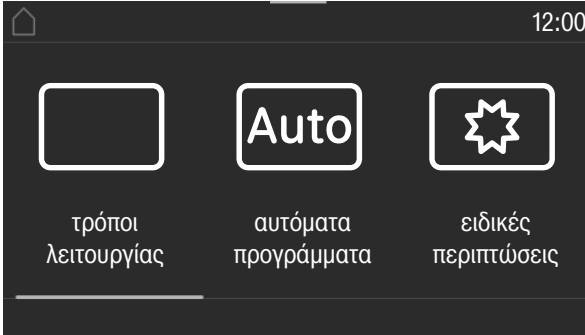 12:00
Auto
τρόποι
λειτουργίας
αυτόματα
προγράμματα
ειδικές
περιπτώσεις